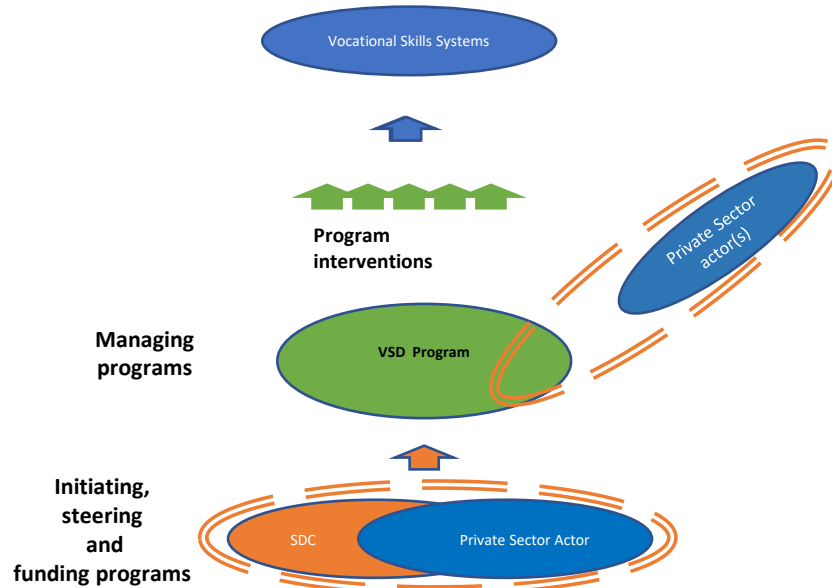 Vocational Skills Systems
Private Sector
actor(s)
Program
interventions
Managing
programs
VSD Program
Initiating,
steering
and
funding programs
SDC
Private Sector Actor